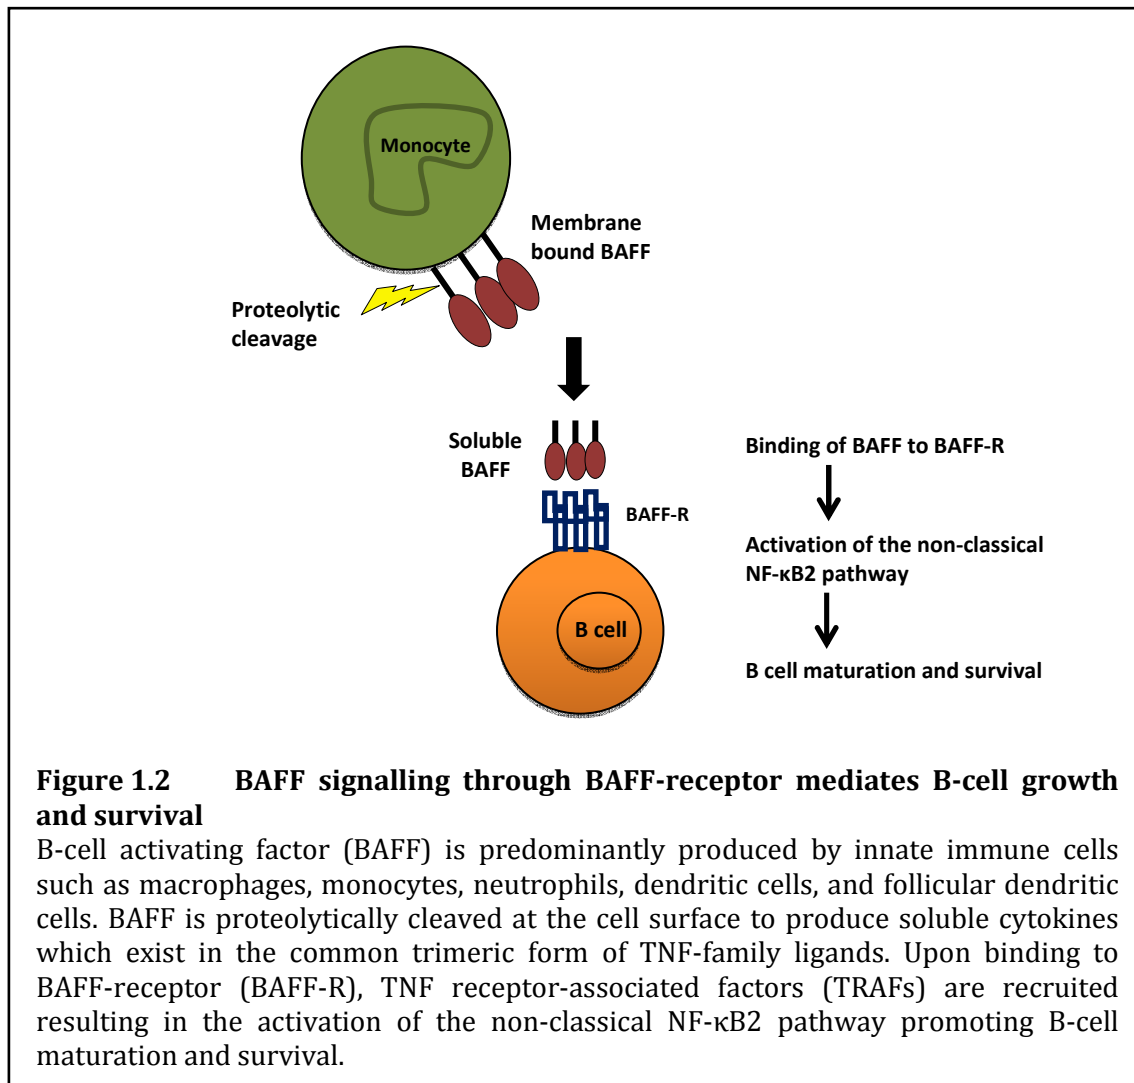 Monocyte
Membrane
bound BAFF
Proteolytic
cleavage
Soluble
BAFF
BAFF-R
B cell
Binding of BAFF to BAFF-R
Activation of the non-classical
NF-κB2 pathway
B cell maturation and survival
Figure 1.2 BAFF signalling through BAFF-receptor mediates B-cell growth
and survival
B-cell activating factor (BAFF) is predominantly produced by innate immune cells
such as macrophages, monocytes, neutrophils, dendritic cells, and follicular dendritic
cells. BAFF is proteolytically cleaved at the cell surface to produce soluble cytokines
which exist in the common trimeric form of TNF-family ligands. Upon binding to
BAFF-receptor (BAFF-R), TNF receptor-associated factors (TRAFs) are recruited
resulting in the activation of the non-classical NF-κB2 pathway promoting B-cell
maturation and survival.